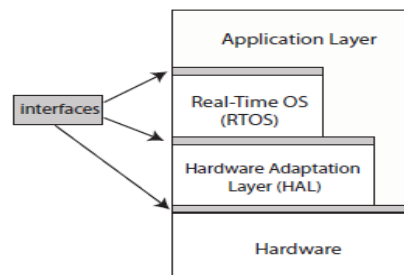 Application Layer
interfaces
Real-Time OS
(RTOS)
Hardware Adaptation
Layer (HAL)
Hardware